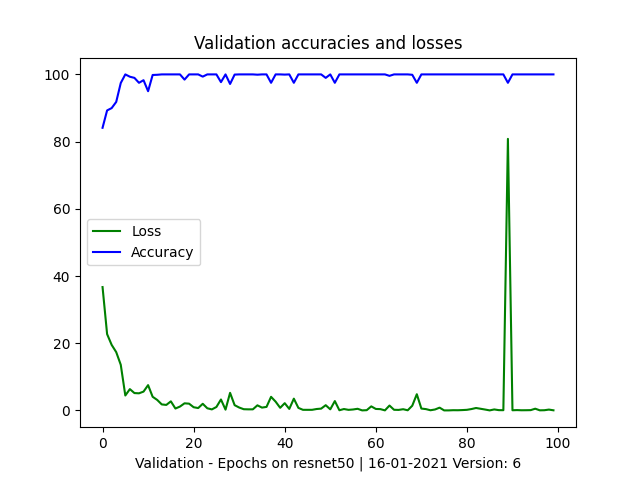 Validation accuracies and losses
100
80
60
40
20
0
Loss
Accuracy
0 20 40 60 80 100
Validation - Epochs on resnet50 | 16-01-2021 Version: 6